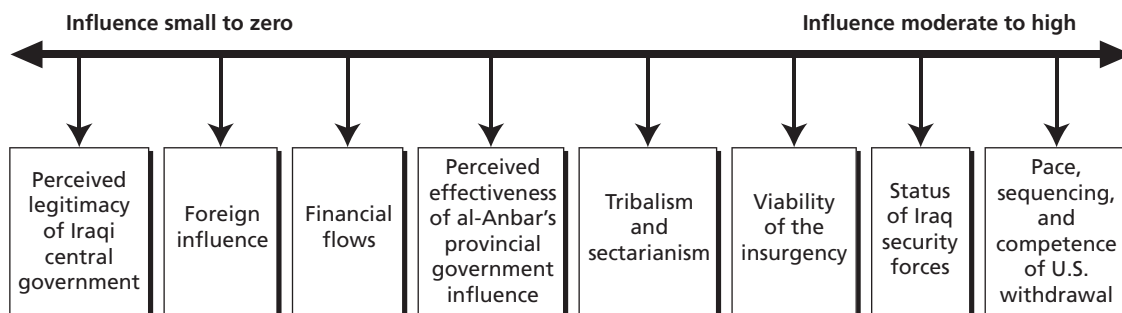 Influence small to zero
Influence moderate to high
Perceived
legitimacy
of Iraqi
central
government
Foreign
influence
Financial
flows
Perceived
effectiveness
of al-Anbar’s
provincial
government
influence
Tribalism
and
sectarianism
Viability
of the
insurgency
Status
of Iraq
security
forces
Pace,
sequencing,
and
competence
of U.S.
withdrawal